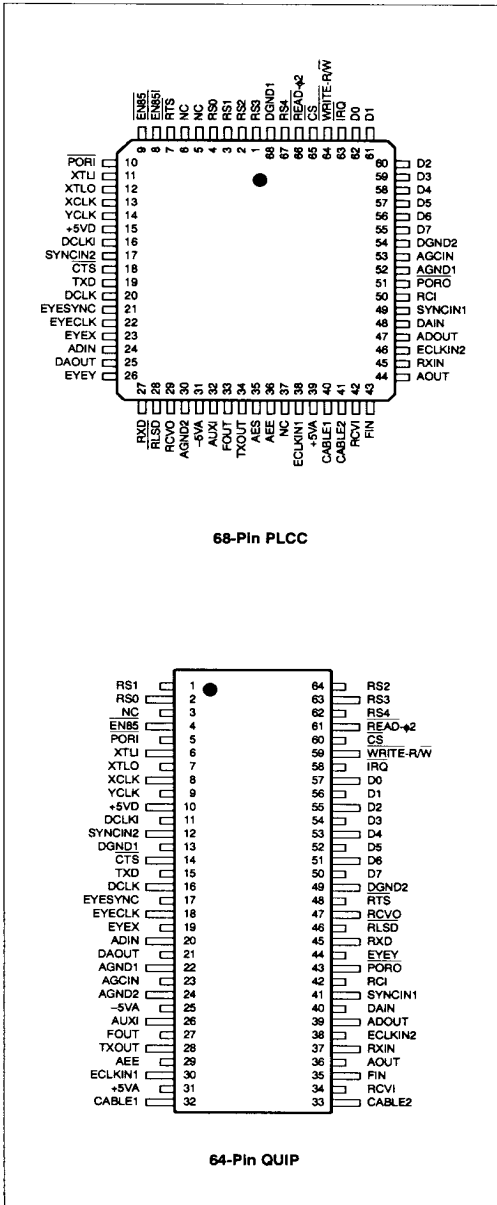 EN85 EN85I RTS NC NC RS0 RS1 RS2 RS3 DGND1 RS4 READ-φ2 CS WRITE-R/W IRQ D0 D1
9 8 7 6 5 4 3 2 1 68 67 66 65 64 63 62 61
PORI 10 60 D2
XTLI 11 59 D3
XTLO 12 58 D4
XCLK 13 57 D5
YCLK 14 56 D6
+5VD 15 55 D7
DCLKI 16 54 DGND2
SYNCIN2 17 53 AGCIN
CTS 18 52 AGND1
TXD 19 51 PORO
DCLK 20 50 RCI
EYESYNC 21 49 SYNCIN1
EYECLK 22 48 DAIN
EYEX 23 47 ADOUT
ADIN 24 46 ECLKIN2
DAOUT 25 45 RXIN
EYEY 26 44 AOUT
27 28 29 30 31 32 33 34 35 36 37 38 39 40 41 42 43
RXD RLSD RCVO AGND2 -5VA AUXI FOUT TXOUT AES AEE NC ECLKIN1 +5VA CABLE1 CABLE2 RCVI FIN
68-Pin PLCC
RS1 1 64 RS2
RS0 2 63 RS3
NC 3 62 RS4
EN85 4 61 READ-φ2
PORI 5 60 CS
XTLI 6 59 WRITE-R/W
XTLO 7 58 IRQ
XCLK 8 57 D0
YCLK 9 56 D1
+5VD 10 55 D2
DCLKI 11 54 D3
SYNCIN2 12 53 D4
DGND1 13 52 D5
CTS 14 51 D6
TXD 15 50 D7
DCLK 16 49 DGND2
EYESYNC 17 48 RTS
EYECLK 18 47 RCVO
EYEX 19 46 RLSD
ADIN 20 45 RXD
DAOUT 21 44 EYEY
AGND1 22 43 PORO
AGCIN 23 42 RCI
AGND2 24 41 SYNCIN1
-5VA 25 40 DAIN
AUXI 26 39 ADOUT
FOUT 27 38 ECLKIN2
TXOUT 28 37 RXIN
AEE 29 36 AOUT
ECLKIN1 30 35 FIN
+5VA 31 34 RCVI
CABLE1 32 33 CABLE2
64-Pin QUIP